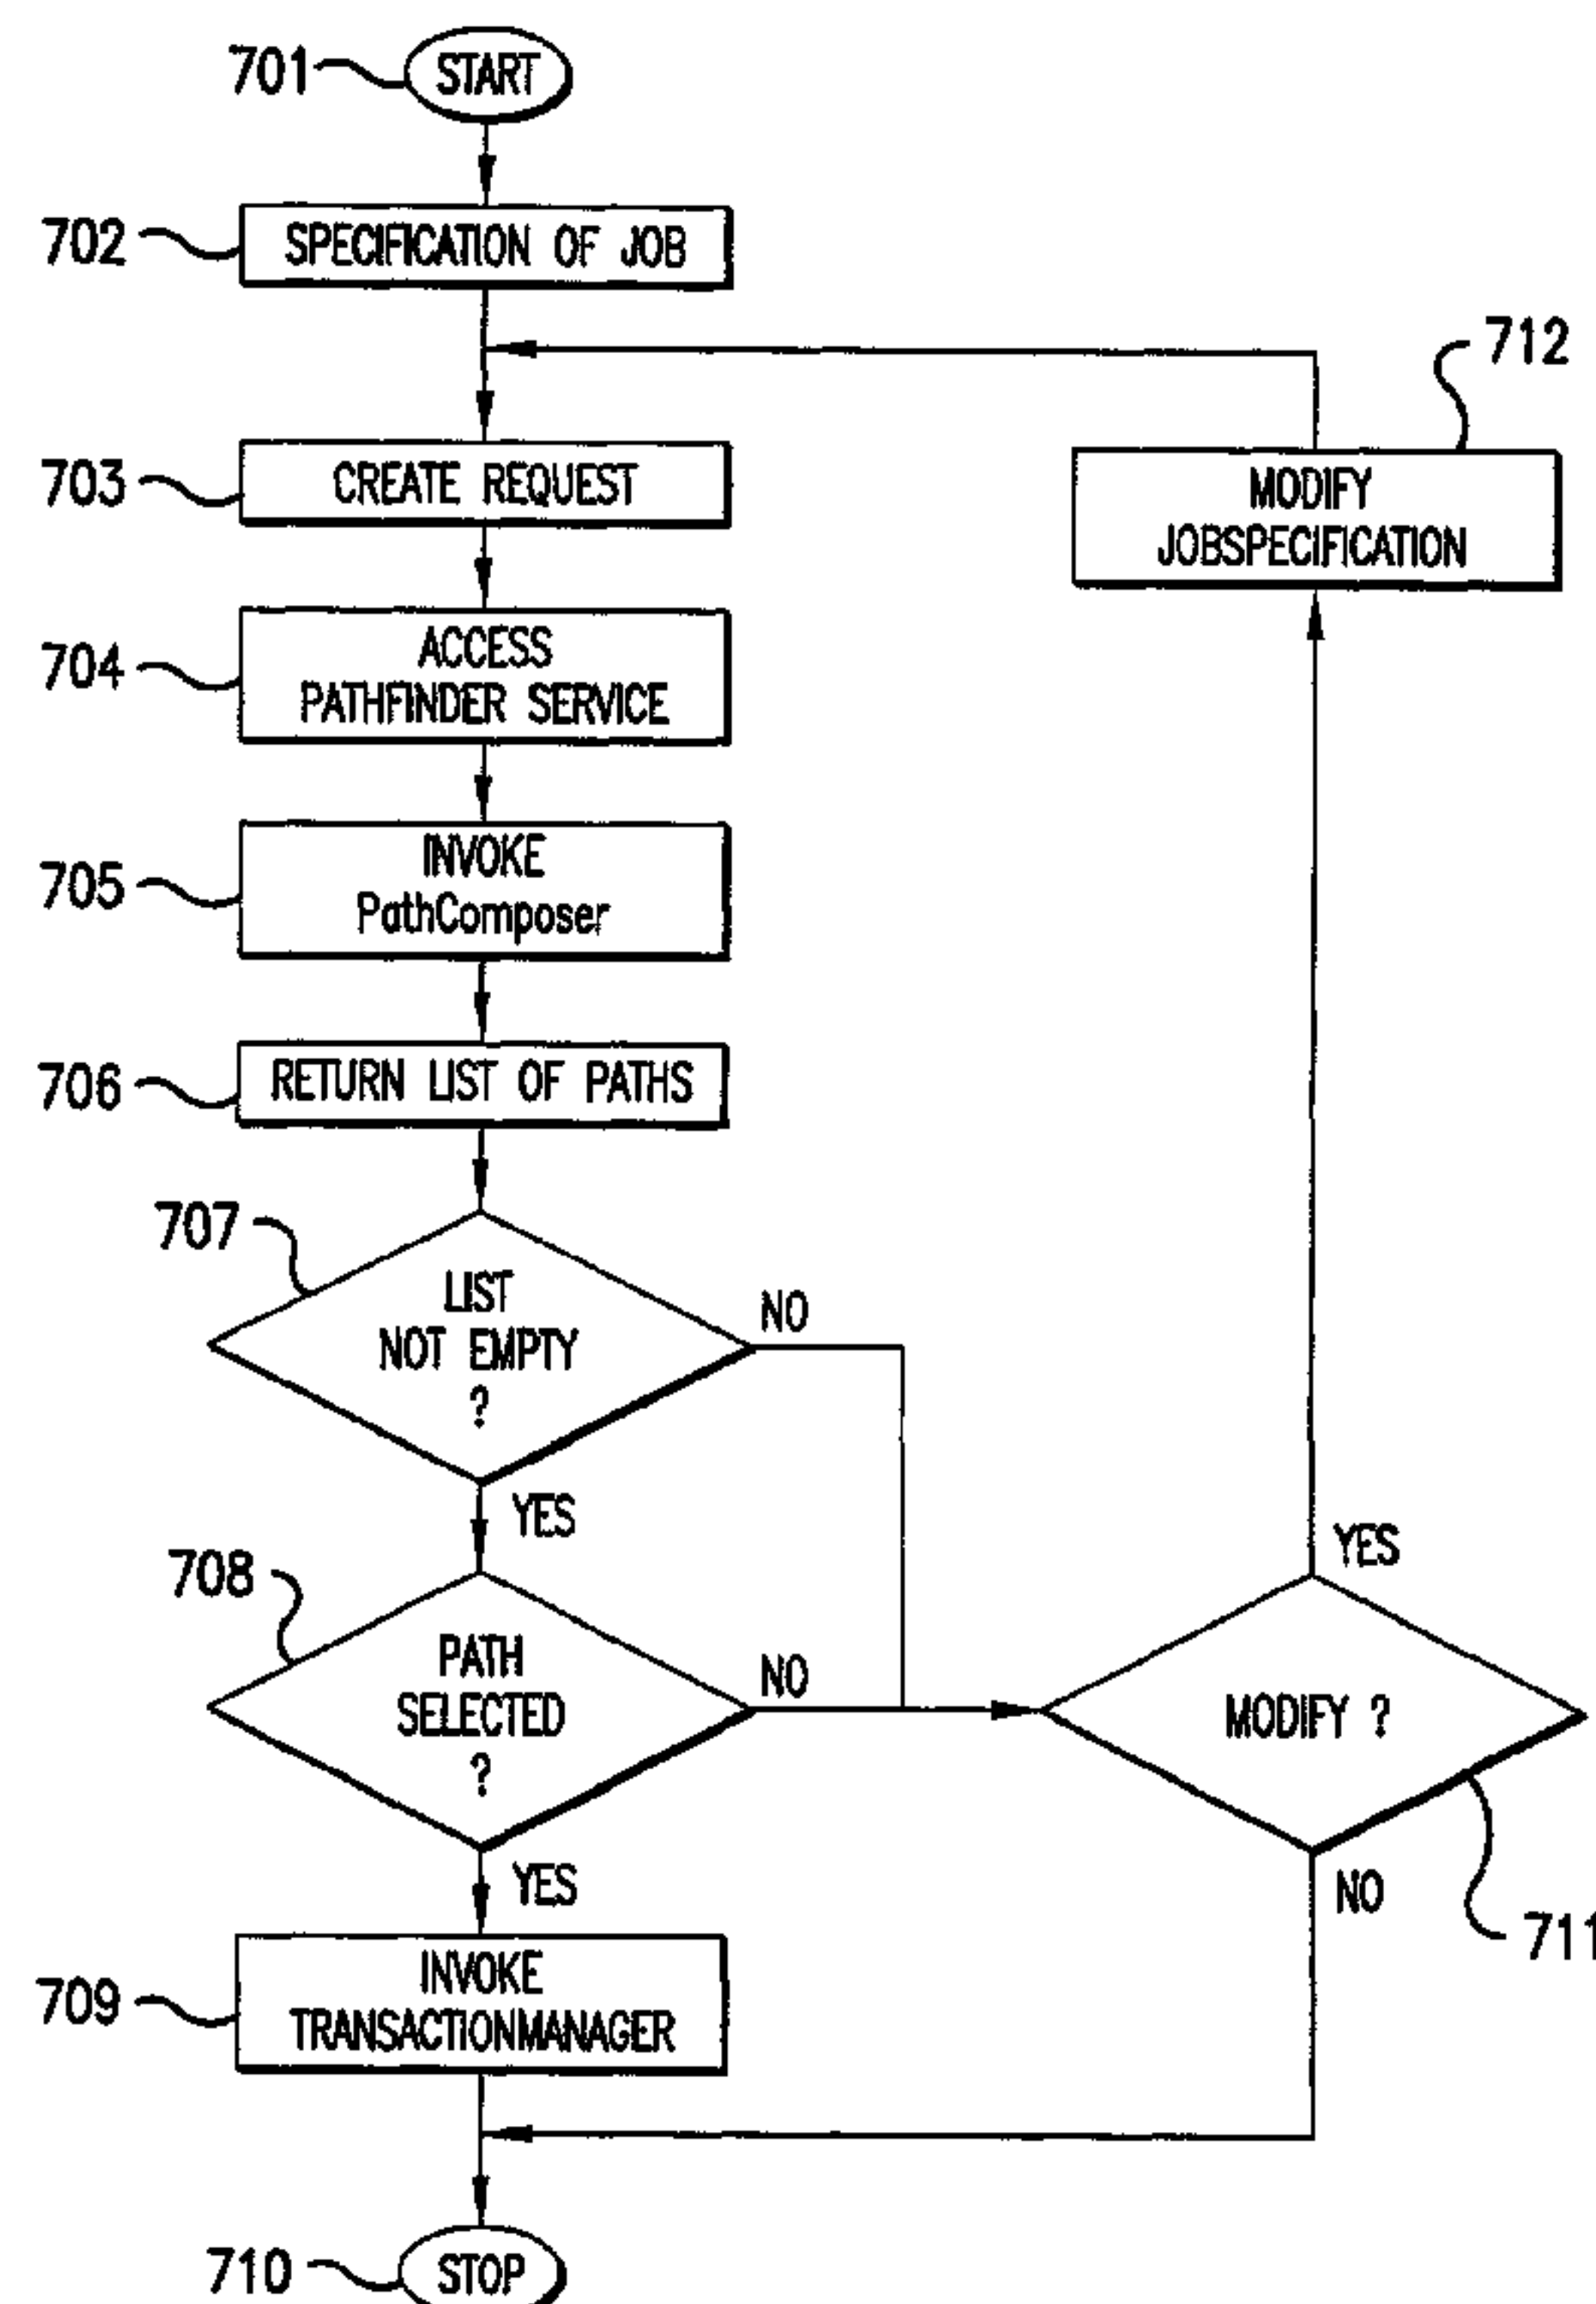 701
START
702
SPECIFICATION OF JOB
712
703
CREATE REQUEST
MODIFY
JOBSPECIFICATION
704
ACCESS
PATHFINDER SERVICE
705
INVOKE
PathComposer
706
RETURN LIST OF PATHS
707
LIST
NOT EMPTY
?
NO
YES
708
PATH
SELECTED
?
NO
YES
MODIFY ?
YES
NO
711
709
INVOKE
TRANSACTIONMANAGER
710
STOP